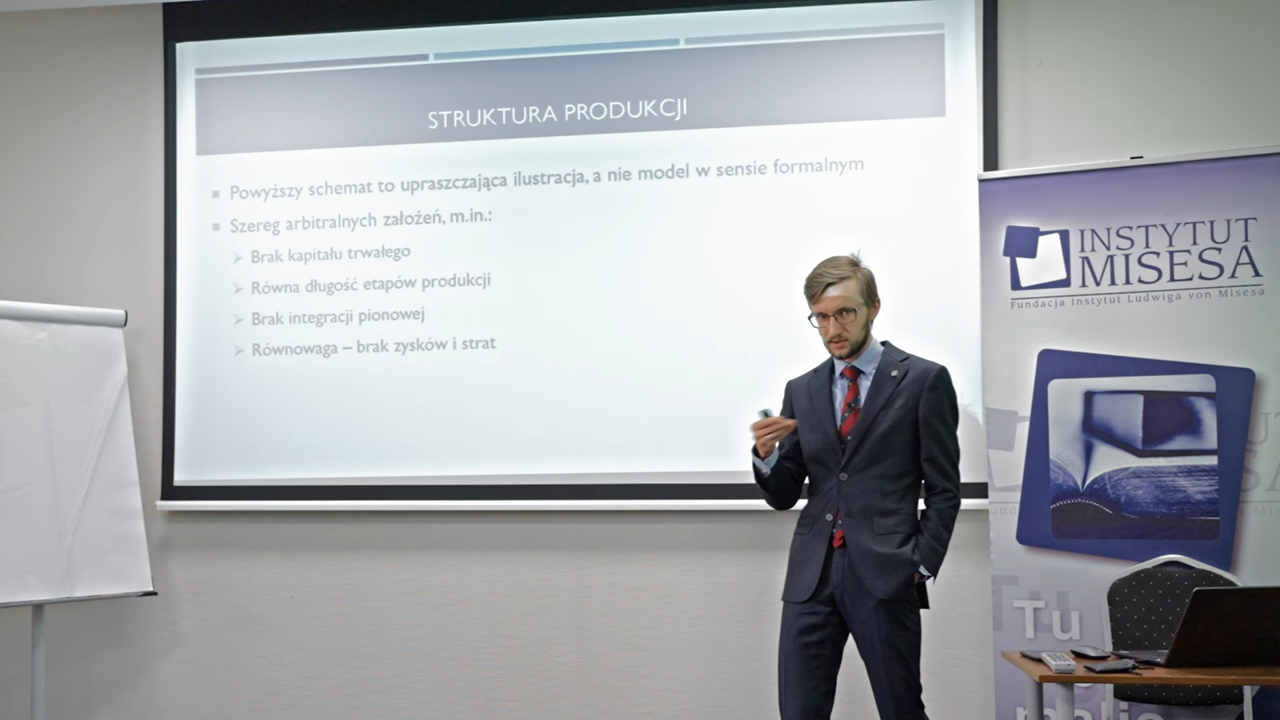 STRUKTURA PRODUKCJI
Powyższy schemat to upraszczająca ilustracja, a nie model w sensie formalnym
Szereg arbitralnych założeń, m.in.:
Brak kapitału trwałego
Równa długość etapów produkcji
Brak integracji pionowej
Równowaga – brak zysków i strat
INSTYTUT
MISESA
Fundacja Instytut Ludwiga von Misesa
Tu